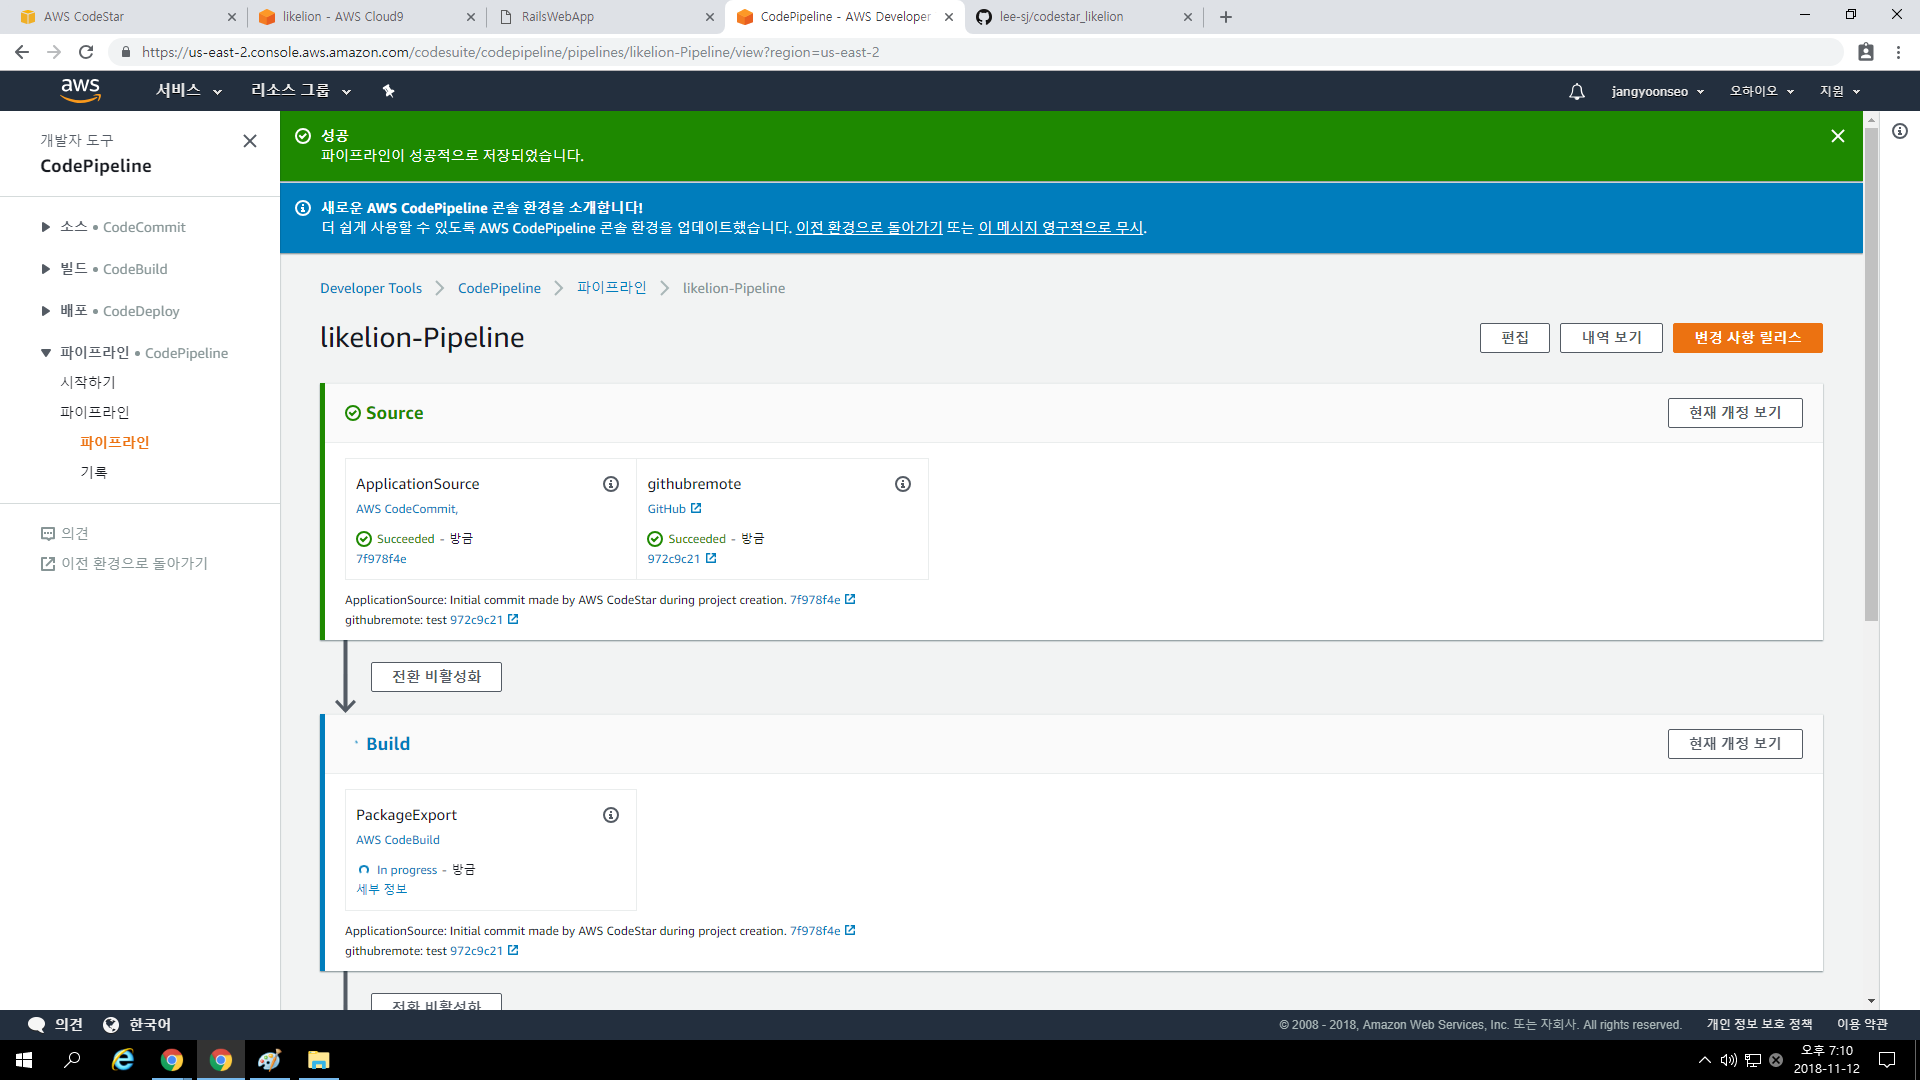 AWS CodeStar
likelion - AWS Cloud9
RailsWebApp
CodePipeline - AWS Developer
lee-sj/codestar_likelion
https://us-east-2.console.aws.amazon.com/codesuite/codepipeline/pipelines/likelion-Pipeline/view?region=us-east-2
aws
서비스
리소스 그룹
jangyoonseo
오하이오
지원
개발자 도구
CodePipeline
소스 • CodeCommit
빌드 • CodeBuild
배포 • CodeDeploy
파이프라인 • CodePipeline
시작하기
파이프라인
파이프라인
기록
의견
이전 환경으로 돌아가기
성공
파이프라인이 성공적으로 저장되었습니다.
새로운 AWS CodePipeline 콘솔 환경을 소개합니다!
더 쉽게 사용할 수 있도록 AWS CodePipeline 콘솔 환경을 업데이트했습니다. 이전 환경으로 돌아가기 또는 이 메시지 영구적으로 무시.
Developer Tools
CodePipeline
파이프라인
likelion-Pipeline
likelion-Pipeline
편집
내역 보기
변경 사항 릴리스
Source
현재 개정 보기
ApplicationSource
AWS CodeCommit,
Succeeded - 방금
7f978f4e
githubremote
GitHub
Succeeded - 방금
972c9c21
ApplicationSource: Initial commit made by AWS CodeStar during project creation. 7f978f4e
githubremote: test 972c9c21
전환 비활성화
Build
현재 개정 보기
PackageExport
AWS CodeBuild
In progress - 방금
세부 정보
ApplicationSource: Initial commit made by AWS CodeStar during project creation. 7f978f4e
githubremote: test 972c9c21
전환 비활성화
의견
한국어
© 2008 - 2018, Amazon Web Services, Inc. 또는 자회사. All rights reserved.
개인 정보 보호 정책
이용 약관
오후 7:10
2018-11-12